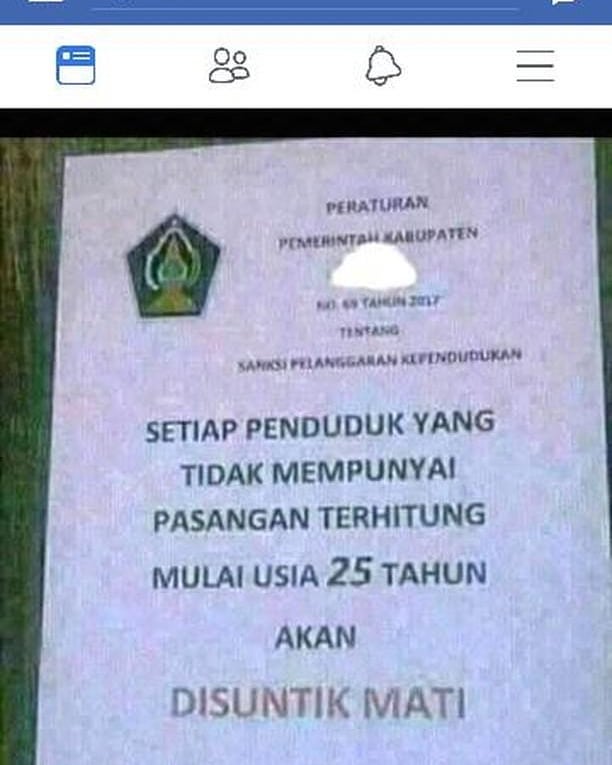 PERATURAN
PEMERINTAH KABUPATEN
NO. 69 TAHUN 2017
TENTANG
SANKSI PELANGGARAN KEPENDUDUKAN
SETIAP PENDUDUK YANG
TIDAK MEMPUNYAI
PASANGAN TERHITUNG
MULAI USIA 25 TAHUN
AKAN
DISUNTIK MATI